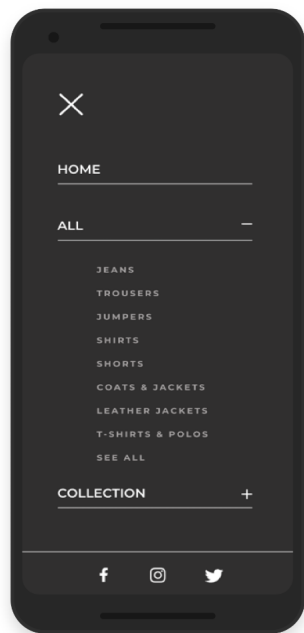 HOME
ALL
JEANS
TROUSERS
JUMPERS
SHIRTS
SHORTS
COATS & JACKETS
LEATHER JACKETS
T-SHIRTS & POLOS
SEE ALL
COLLECTION